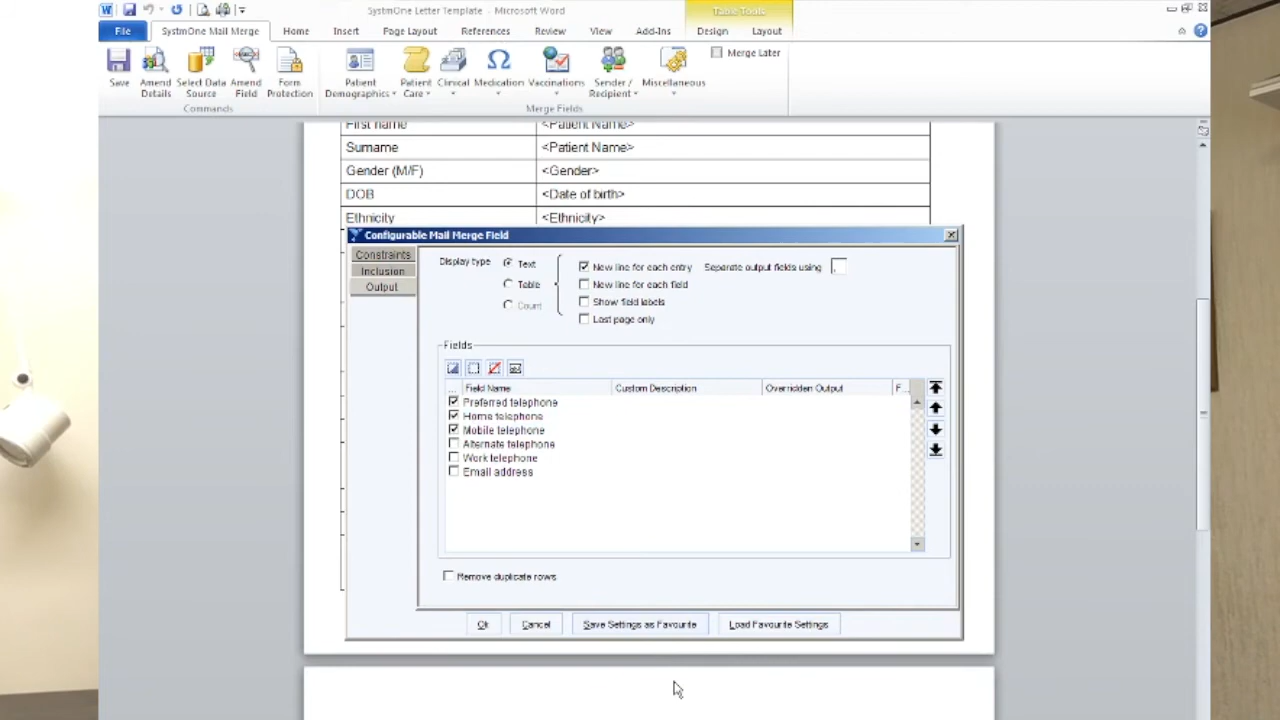 SystmOne Letter Template - Microsoft Word
Table Tools
File
SystmOne Mail Merge
Home
Insert
Page Layout
References
Review
View
Add-Ins
Design
Layout
Save
Amend Details
Select Data Source
Amend Field
Form Protection
Patient Demographics
Patient Care
Clinical
Medication
Vaccinations
Sender / Recipient
Miscellaneous
Merge Later
Commands
Merge Fields
First name <Patient Name>
Surname <Patient Name>
Gender (M/F) <Gender>
DOB <Date of birth>
Ethnicity <Ethnicity>
Configurable Mail Merge Field
Constraints
Inclusion
Output
Display type
Text
Table
Count
New line for each entry
Separate output fields using ,
New line for each field
Show field labels
Last page only
Fields
... Field Name Custom Description Overridden Output F...
Preferred telephone
Home telephone
Mobile telephone
Alternate telephone
Work telephone
Email address
Remove duplicate rows
Ok
Cancel
Save Settings as Favourite
Load Favourite Settings